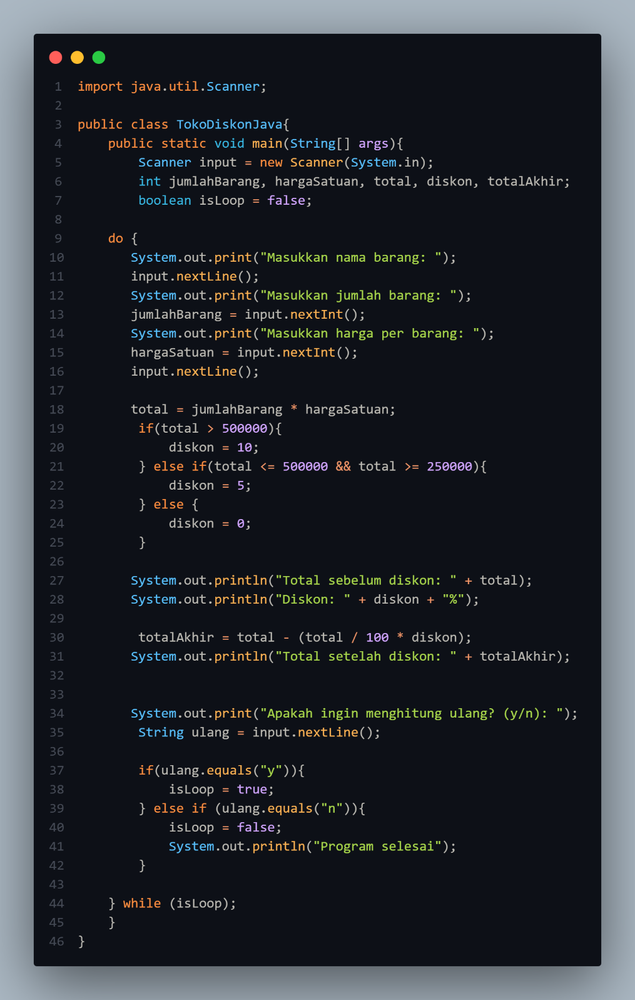 1 import java.util.Scanner;
2
3 public class TokoDiskonJava{
4     public static void main(String[] args){
5         Scanner input = new Scanner(System.in);
6         int jumlahBarang, hargaSatuan, total, diskon, totalAkhir;
7         boolean isLoop = false;
8
9     do {
10        System.out.print("Masukkan nama barang: ");
11        input.nextLine();
12        System.out.print("Masukkan jumlah barang: ");
13        jumlahBarang = input.nextInt();
14        System.out.print("Masukkan harga per barang: ");
15        hargaSatuan = input.nextInt();
16        input.nextLine();
17
18        total = jumlahBarang * hargaSatuan;
19         if(total > 500000){
20             diskon = 10;
21         } else if(total <= 500000 && total >= 250000){
22             diskon = 5;
23         } else {
24             diskon = 0;
25         }
26
27        System.out.println("Total sebelum diskon: " + total);
28        System.out.println("Diskon: " + diskon + "%");
29
30         totalAkhir = total - (total / 100 * diskon);
31        System.out.println("Total setelah diskon: " + totalAkhir);
32
33
34        System.out.print("Apakah ingin menghitung ulang? (y/n): ");
35         String ulang = input.nextLine();
36
37         if(ulang.equals("y")){
38             isLoop = true;
39         } else if (ulang.equals("n")){
40             isLoop = false;
41             System.out.println("Program selesai");
42         }
43
44     } while (isLoop);
45     }
46 }